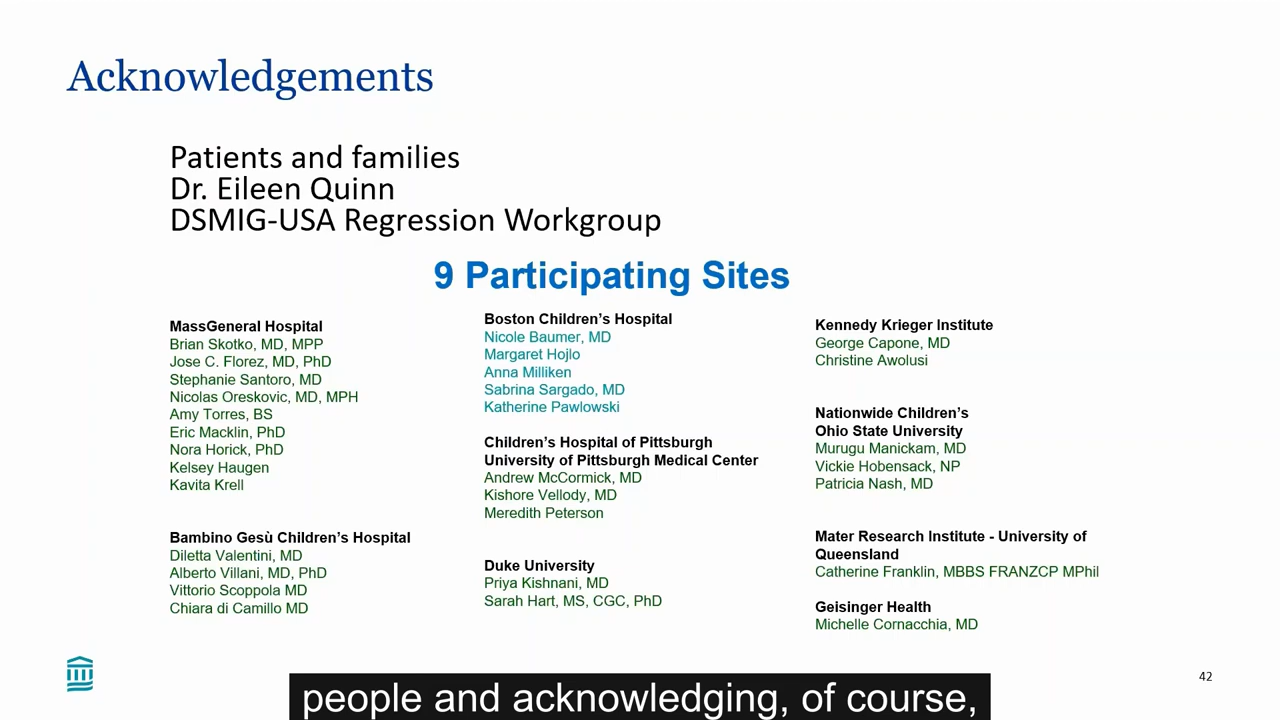 Acknowledgements
Patients and families
Dr. Eileen Quinn
DSMIG-USA Regression Workgroup
9 Participating Sites
MassGeneral Hospital
Brian Skotko, MD, MPP
Jose C. Florez, MD, PhD
Stephanie Santoro, MD
Nicolas Oreskovic, MD, MPH
Amy Torres, BS
Eric Macklin, PhD
Nora Horick, PhD
Kelsey Haugen
Kavita Krell
Bambino Gesù Children's Hospital
Diletta Valentini, MD
Alberto Villani, MD, PhD
Vittorio Scoppola MD
Chiara di Camillo MD
Boston Children's Hospital
Nicole Baumer, MD
Margaret Hojlo
Anna Milliken
Sabrina Sargado, MD
Katherine Pawlowski
Children's Hospital of Pittsburgh
University of Pittsburgh Medical Center
Andrew McCormick, MD
Kishore Vellody, MD
Meredith Peterson
Duke University
Priya Kishnani, MD
Sarah Hart, MS, CGC, PhD
Kennedy Krieger Institute
George Capone, MD
Christine Awolusi
Nationwide Children's
Ohio State University
Murugu Manickam, MD
Vickie Hobensack, NP
Patricia Nash, MD
Mater Research Institute - University of
Queensland
Catherine Franklin, MBBS FRANZCP MPhil
Geisinger Health
Michelle Cornacchia, MD
42
people and acknowledging, of course,